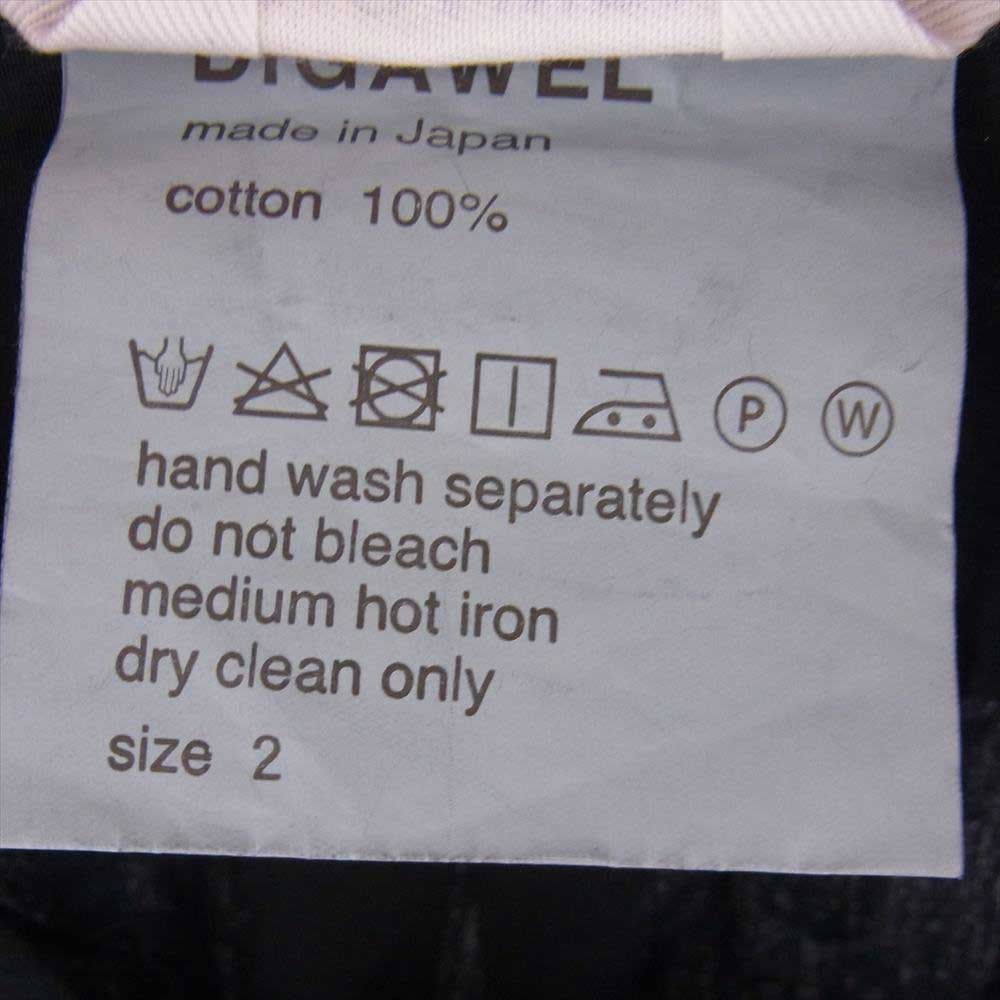 DIGAWEL
made in Japan
cotton 100%
P W
hand wash separately
do not bleach
medium hot iron
dry clean only
size 2